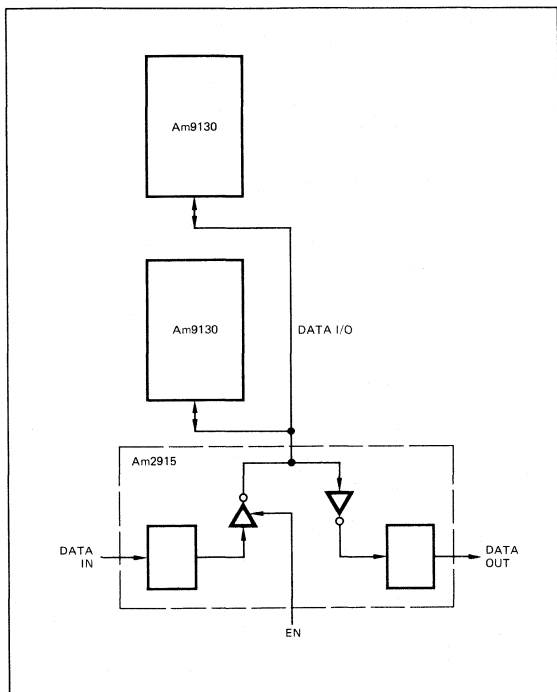 Am9130
Am9130
DATA I/O
Am2915
DATA
IN
DATA
OUT
EN